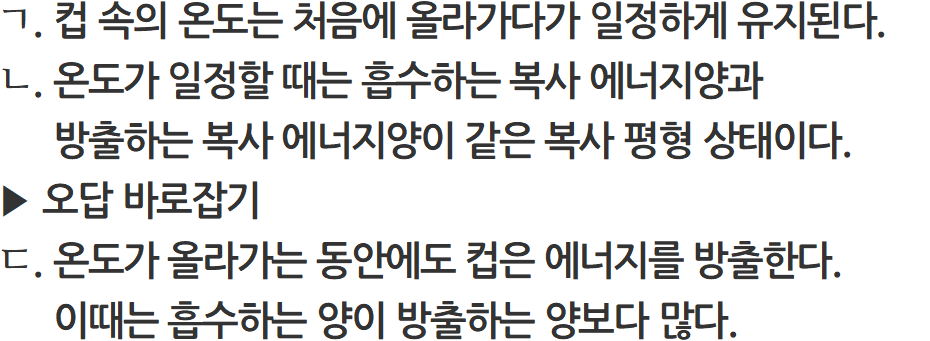 ㄱ. 컵 속의 온도는 처음에 올라가다가 일정하게 유지된다.
ㄴ. 온도가 일정할 때는 흡수하는 복사 에너지양과
방출하는 복사 에너지양이 같은 복사 평형 상태이다.
▶ 오답 바로잡기
ㄷ. 온도가 올라가는 동안에도 컵은 에너지를 방출한다.
이때는 흡수하는 양이 방출하는 양보다 많다.